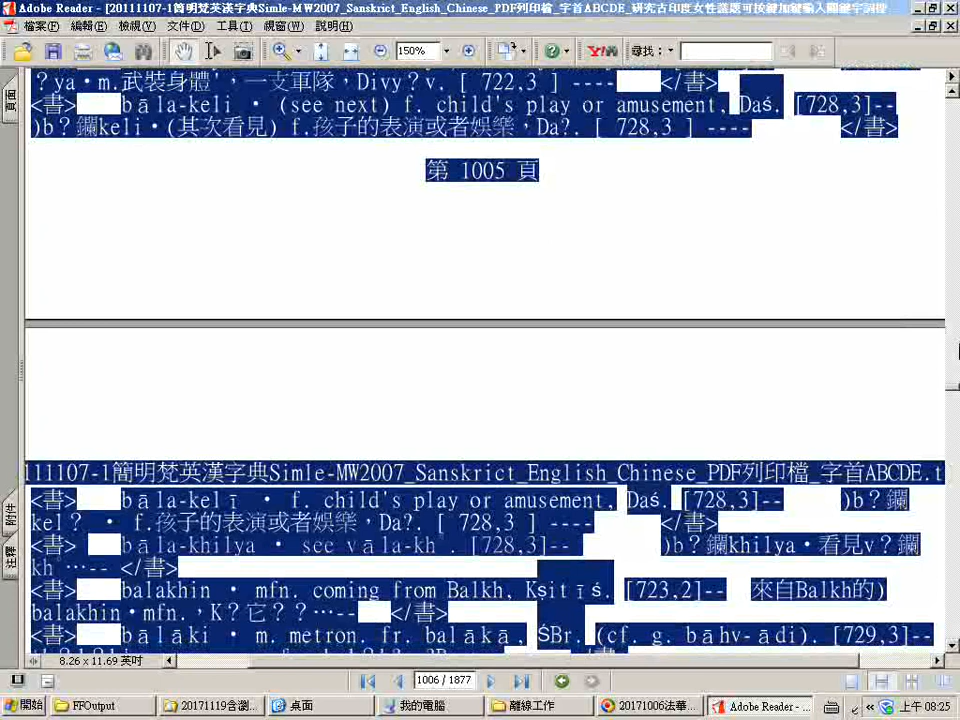 Adobe Reader - [20111107-1簡明梵英漢字典Simle-MW2007_Sanskrict_English_Chinese_PDF列印檔_字首ABCDE_研究古印度女性議題可按鍵加鍵輸入關鍵字詞搜
檔案(F) 編輯(E) 檢視(V) 文件(D) 工具(T) 視窗(W) 說明(H)
150% Y! 尋找:
頁面
?ya·m.武裝身體', 一支軍隊, Divy?v. [ 722,3 ] ---- </書>
<書> bāla-keli · (see next) f. child's play or amusement, Daś. [728,3]--
)b?鑭keli·(其次看見) f.孩子的表演或者娛樂, Da?. [ 728,3 ] ---- </書>
第 1005 頁
111107-1簡明梵英漢字典Simle-MW2007_Sanskrict_English_Chinese_PDF列印檔_字首ABCDE.t
<書> bāla-kelī · f. child's play or amusement, Daś. [728,3]-- )b?鑭
kel? · f.孩子的表演或者娛樂, Da?. [ 728,3 ] ---- </書>
<書> bāla-khilya · see vāla-kh°. [728,3]-- )b?鑭khilya·看見v?鑭
kh°…-- </書>
<書> balakhin · mfn. coming from Balkh, Kṣitīś. [723,2]-- 來自Balkh的)
balakhin·mfn., K?它??…-- </書>
<書> bālāki · m. metron. fr. balākā, ŚBr. (cf. g. bāhv-ādi). [729,3]--
附件
注釋
8.26 x 11.69 英吋
1006 / 1877
開始 FFOutput 20171119含瀏... 桌面 我的電腦 離線工作 20171006法華... Adobe Reader - [... 上午 08:25